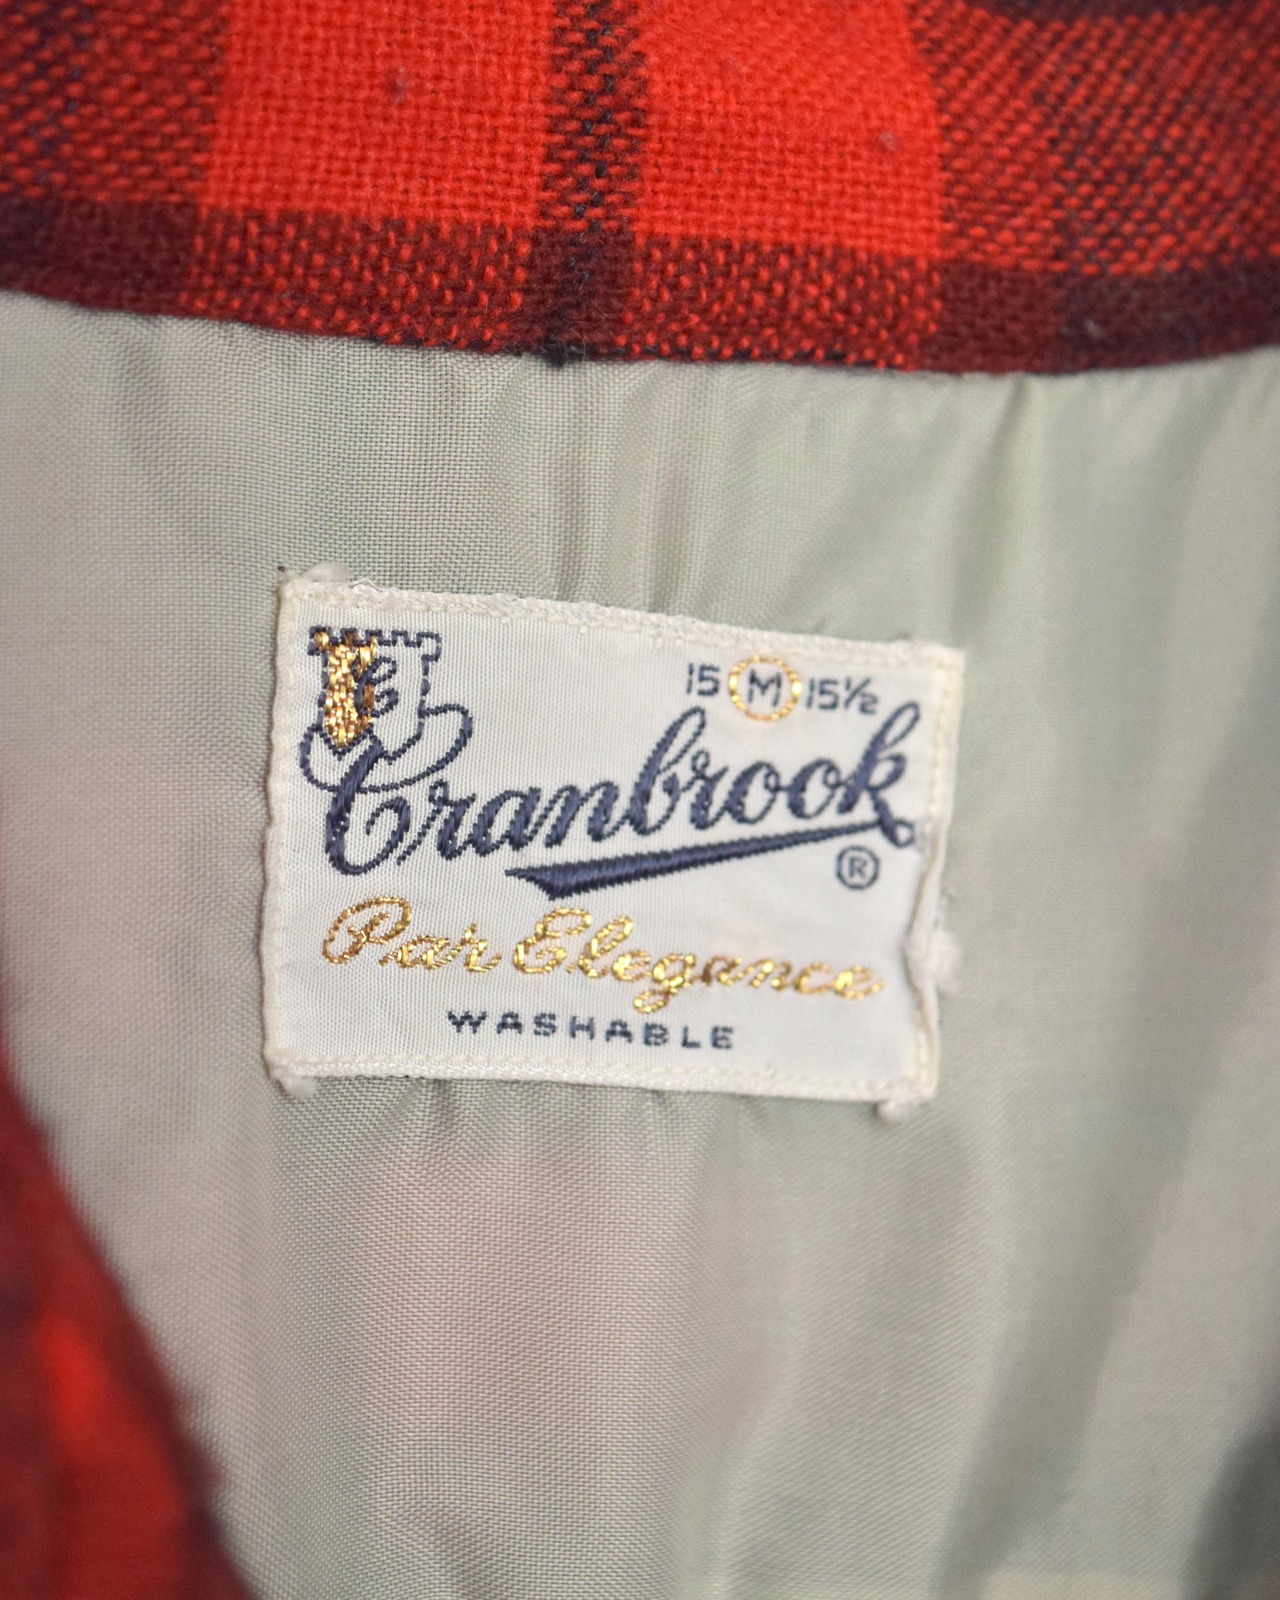 C
15 M 15½
Cranbrook
®
Par Elegance
WASHABLE